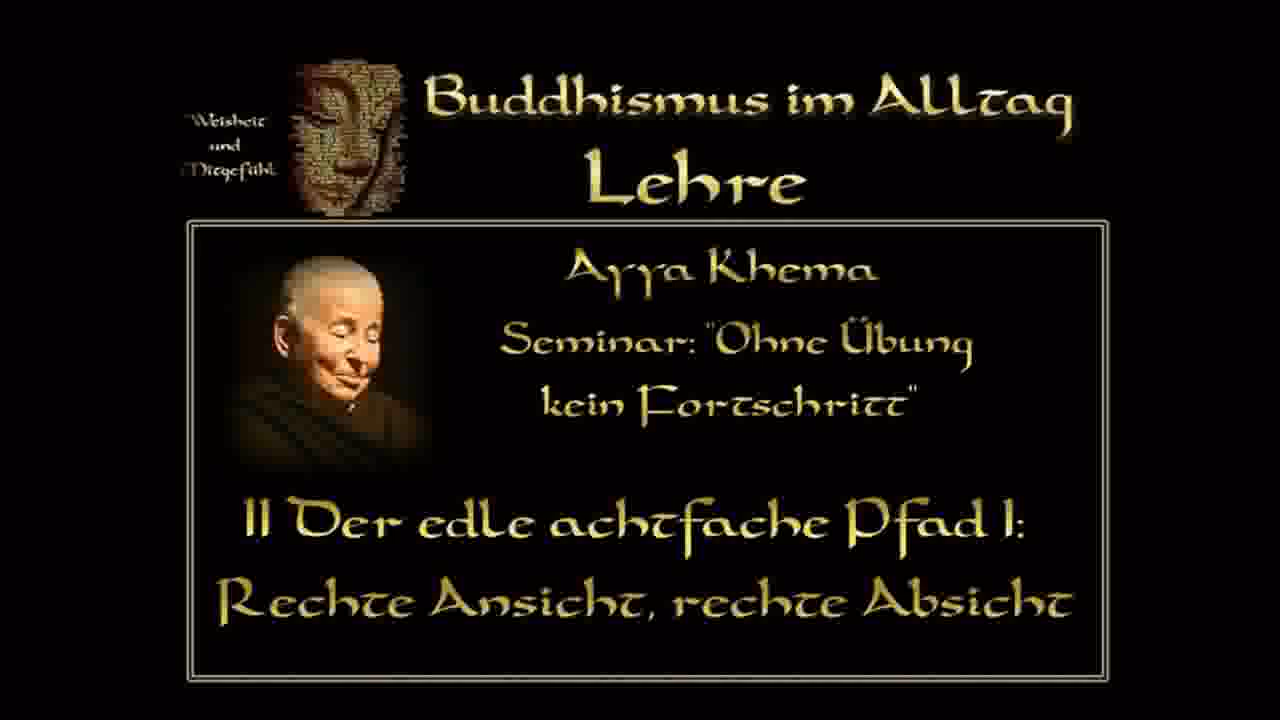 Weisheit
und
Mitgefühl
Buddhismus im Alltag
Lehre
Ayya Khema
Seminar: "Ohne Übung
kein Fortschritt"
II Der edle achtfache Pfad I:
Rechte Ansicht, rechte Absicht